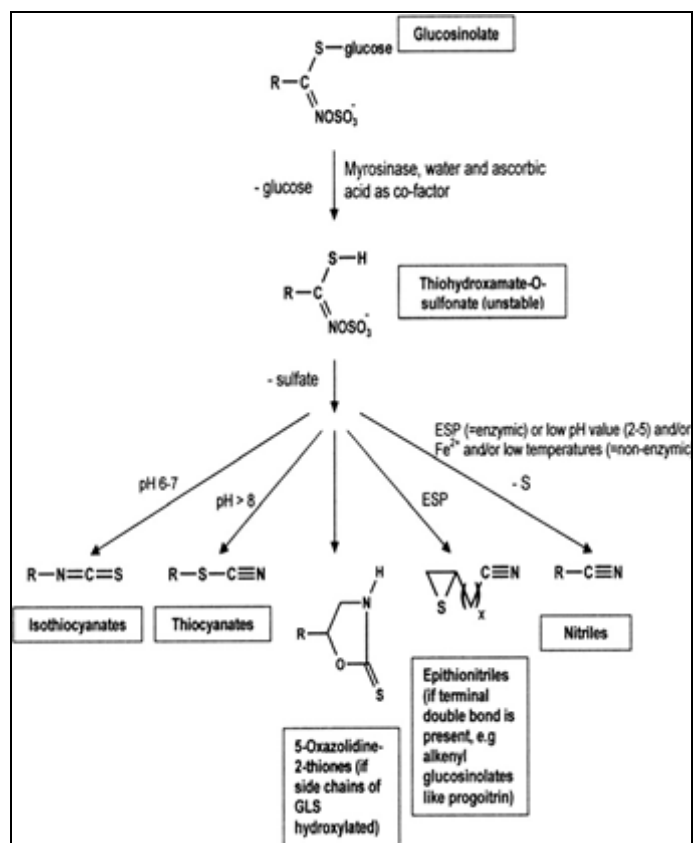 S—glucose
Glucosinolate
R—C
NOSO₃⁻
- glucose
Myrosinase, water and ascorbic
acid as co-factor
S—H
R—C
NOSO₃⁻
Thiohydroxamate-O-
sulfonate (unstable)
- sulfate
ESP (=enzymic) or low pH value (2-5) and/or
Fe²⁺ and/or low temperatures (=non-enzymic
pH 6-7
pH > 8
ESP
- S
R—N=C=S
R—S—C≡N
H
N
R
O
S
C≡N
S
x
R—C≡N
Isothiocyanates
Thiocyanates
Nitriles
5-Oxazolidine-
2-thiones (if
side chains of
GLS
hydroxylated)
Epithionitriles
(if terminal
double bond is
present, e.g
alkenyl
glucosinolates
like progoitrin)